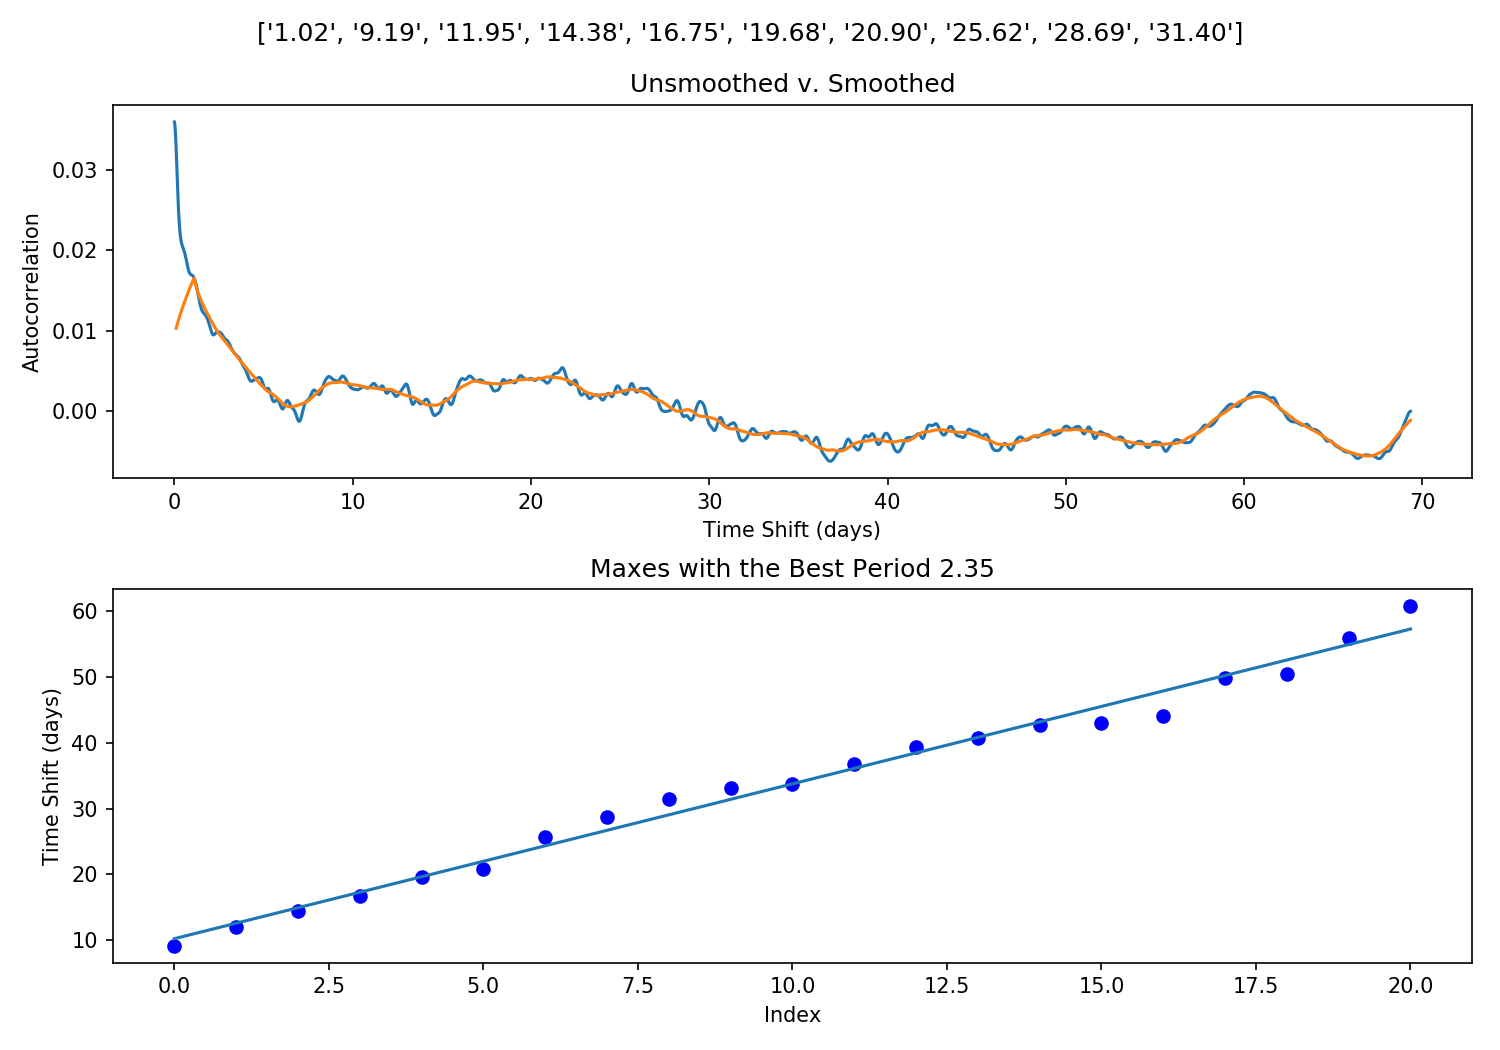 ['1.02', '9.19', '11.95', '14.38', '16.75', '19.68', '20.90', '25.62', '28.69', '31.40']
Unsmoothed v. Smoothed
Autocorrelation
0.03
0.02
0.01
0.00
0 10 20 30 40 50 60 70
Time Shift (days)
Maxes with the Best Period 2.35
Time Shift (days)
60
50
40
30
20
10
0.0 2.5 5.0 7.5 10.0 12.5 15.0 17.5 20.0
Index